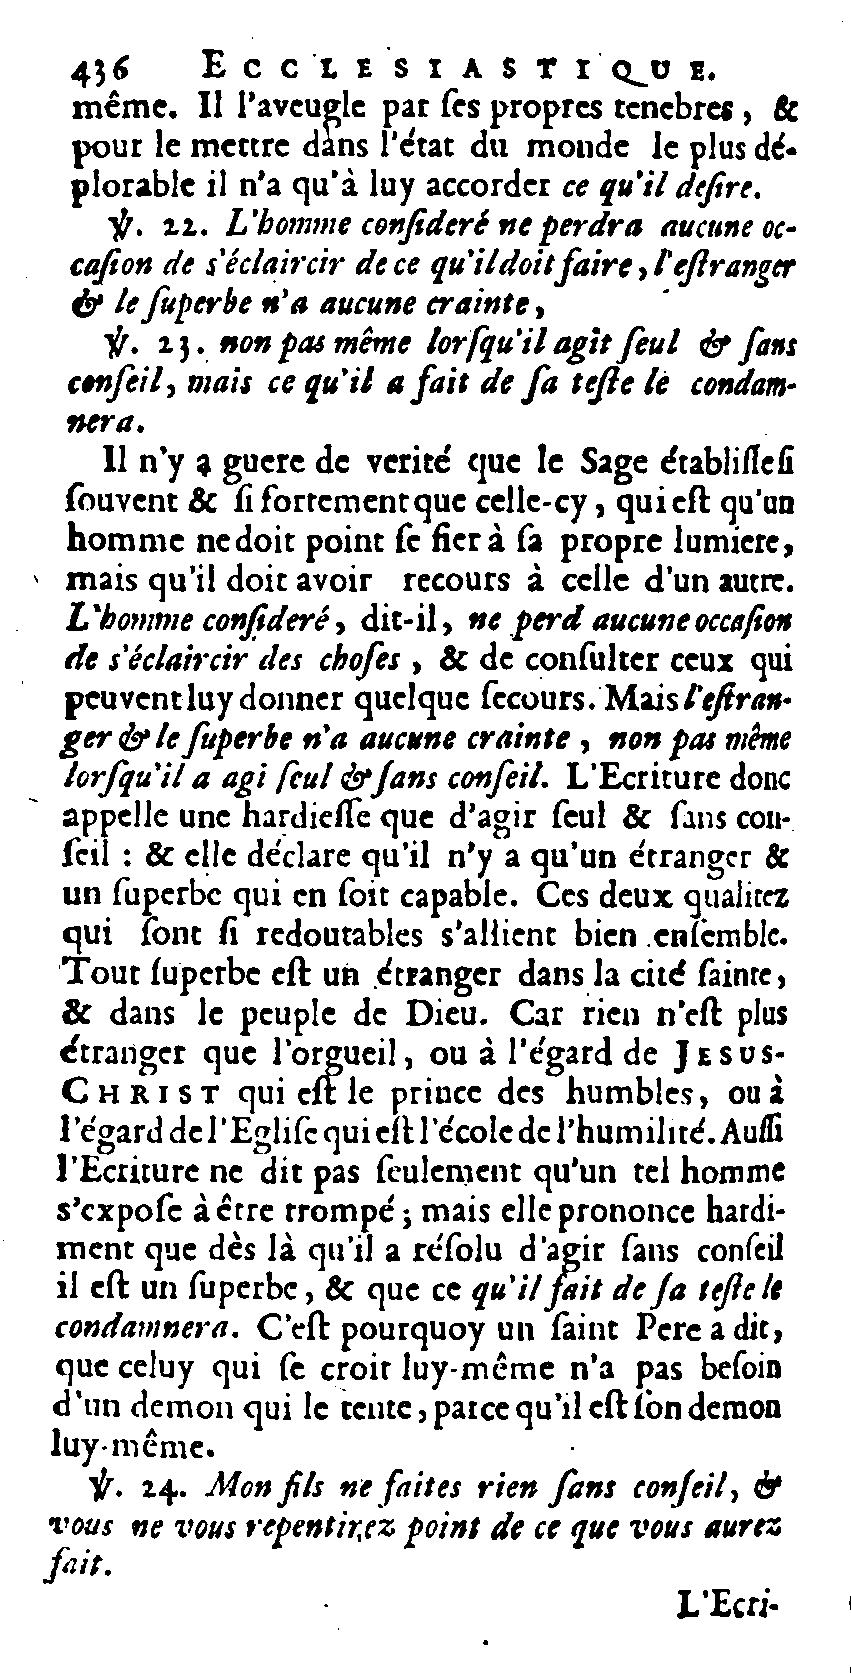 436 ECCLESIASTIQUE.
même. Il l'aveugle par ſes propres tenebres, &
pour le mettre dans l'état du monde le plus dé-
plorable il n'a qu'à luy accorder ce qu'il deſire.
℣. 22. L'homme conſideré ne perdra aucune oc-
caſion de s'éclaircir de ce qu'il doit faire, l'eſtranger
& le ſuperbe n'a aucune crainte,
℣. 23. non pas même lorſqu'il agit ſeul & ſans
conſeil, mais ce qu'il a fait de ſa teſte le condam-
nera.
Il n'y a guere de verité que le Sage établiſſe ſi
ſouvent & ſi fortement que celle-cy, qui eſt qu'un
homme ne doit point ſe fier à ſa propre lumiere,
mais qu'il doit avoir recours à celle d'un autre.
L'homme conſideré, dit-il, ne perd aucune occaſion
de s'éclaircir des choſes, & de conſulter ceux qui
peuvent luy donner quelque ſecours. Mais l'eſtran-
ger & le ſuperbe n'a aucune crainte, non pas même
lorſqu'il a agi ſeul & ſans conſeil. L'Ecriture donc
appelle une hardieſſe que d'agir ſeul & ſans con-
ſeil : & elle déclare qu'il n'y a qu'un étranger &
un ſuperbe qui en ſoit capable. Ces deux qualitez
qui ſont ſi redoutables s'allient bien enſemble.
Tout ſuperbe eſt un étranger dans la cité ſainte,
& dans le peuple de Dieu. Car rien n'eſt plus
étranger que l'orgueil, ou à l'égard de JESUS-
CHRIST qui eſt le prince des humbles, ou à
l'égard de l'Egliſe qui eſt l'école de l'humilité. Auſſi
l'Ecriture ne dit pas ſeulement qu'un tel homme
s'expoſe à être trompé ; mais elle prononce hardi-
ment que dès là qu'il a réſolu d'agir ſans conſeil
il eſt un ſuperbe, & que ce qu'il fait de ſa teſte le
condamnera. C'eſt pourquoy un ſaint Pere a dit,
que celuy qui ſe croit luy-même n'a pas beſoin
d'un demon qui le tente, parce qu'il eſt ſon demon
luy-même.
℣. 24. Mon fils ne faites rien ſans conſeil, &
vous ne vous repentirez point de ce que vous aurez
fait.
L'Ecri-